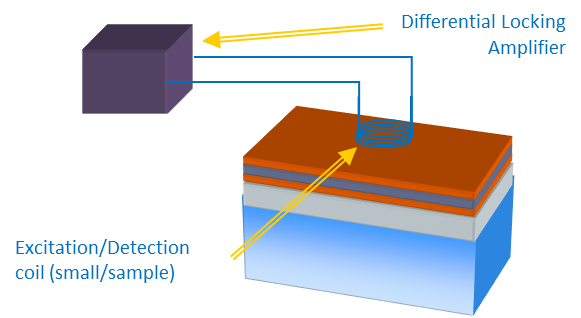 Differential Locking
Amplifier
Excitation/Detection
coil (small/sample)